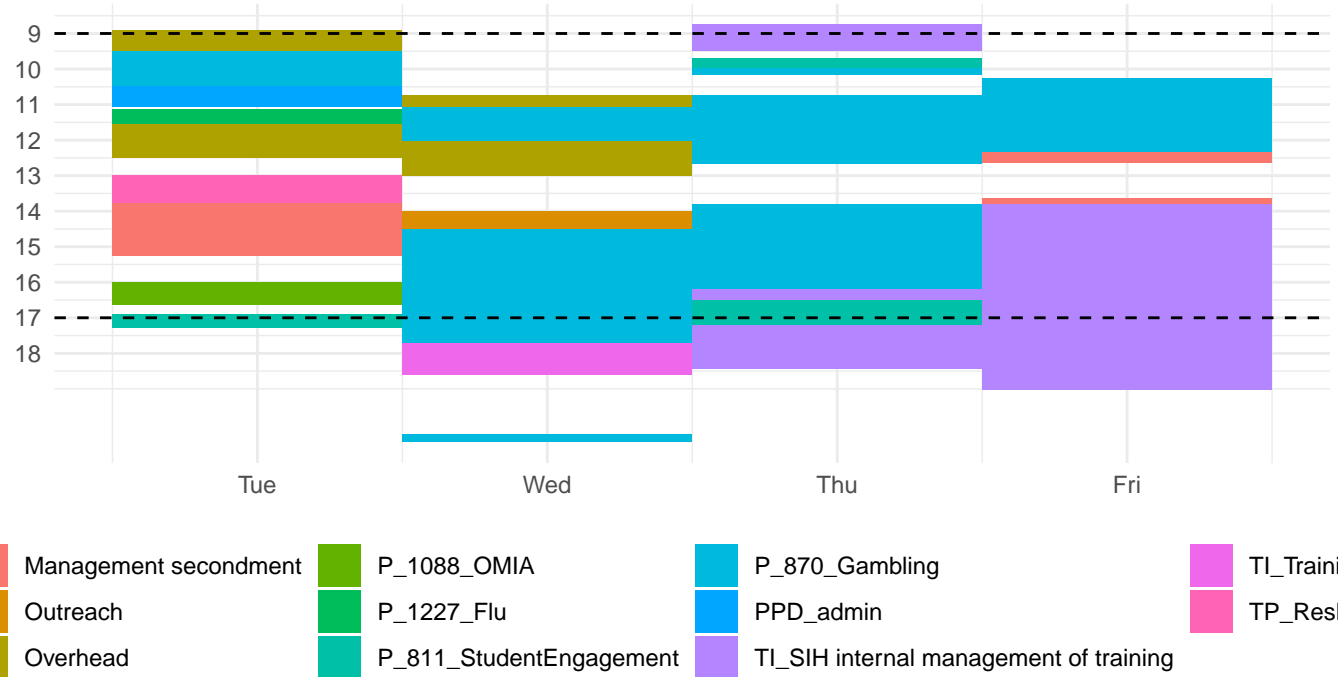 9
10
11
12
13
14
15
16
17
18
Tue Wed Thu Fri
Management secondment P_1088_OMIA P_870_Gambling
Outreach P_1227_Flu PPD_admin
Overhead P_811_StudentEngagement TI_SIH internal management of training